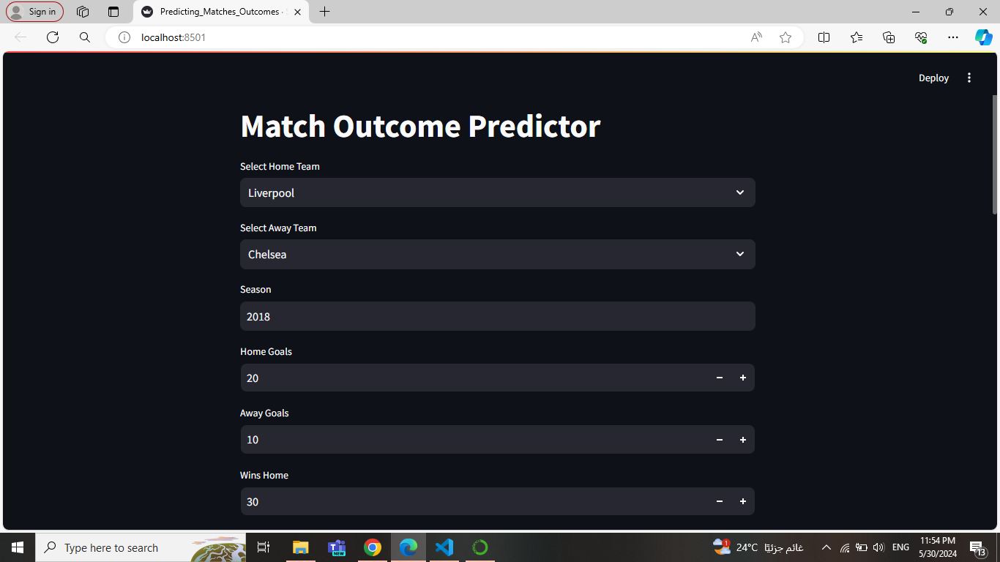 Sign in
Predicting_Matches_Outcomes ·
localhost:8501
Deploy
Match Outcome Predictor
Select Home Team
Liverpool
Select Away Team
Chelsea
Season
2018
Home Goals
20
Away Goals
10
Wins Home
30
Type here to search
NEW
1
24°C غائم جزئيًا
ENG
11:54 PM
5/30/2024
13